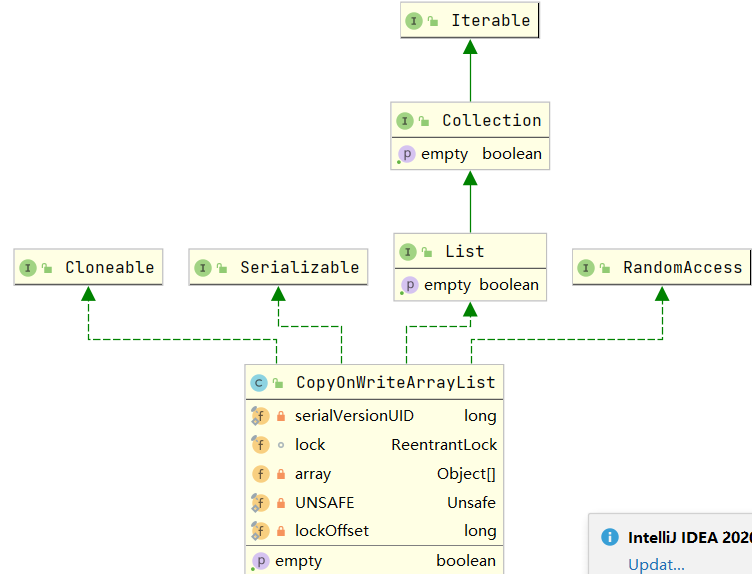 I Iterable
I Collection
p empty boolean
I List
p empty boolean
I Cloneable
I Serializable
I RandomAccess
C CopyOnWriteArrayList
f serialVersionUID long
f lock ReentrantLock
f array Object[]
f UNSAFE Unsafe
f lockOffset long
p empty boolean
i IntelliJ IDEA 202
Updat...